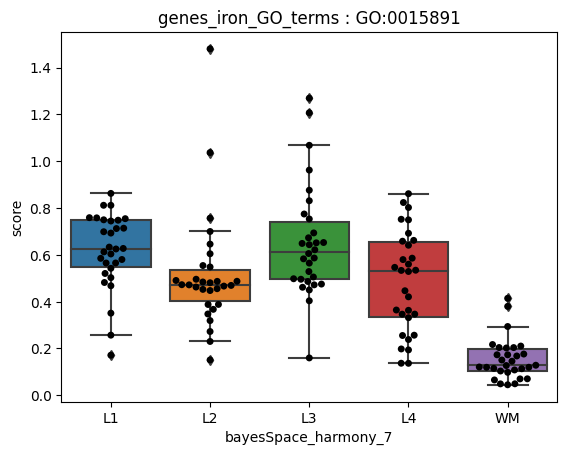 genes_iron_GO_terms : GO:0015891
score
1.4
1.2
1.0
0.8
0.6
0.4
0.2
0.0
L1 L2 L3 L4 WM
bayesSpace_harmony_7